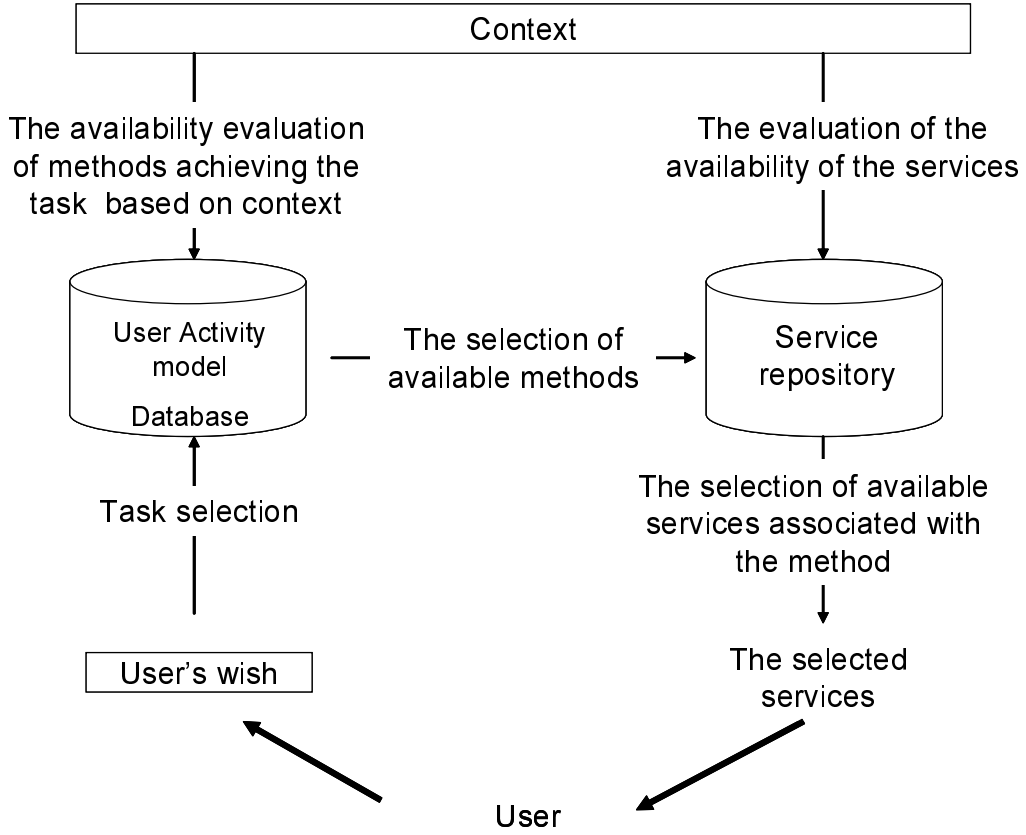 Context
The availability evaluation
of methods achieving the
task based on context
The evaluation of the
availability of the services
User Activity
model
Database
The selection of
available methods
Service
repository
Task selection
The selection of available
services associated with
the method
User's wish
The selected
services
User